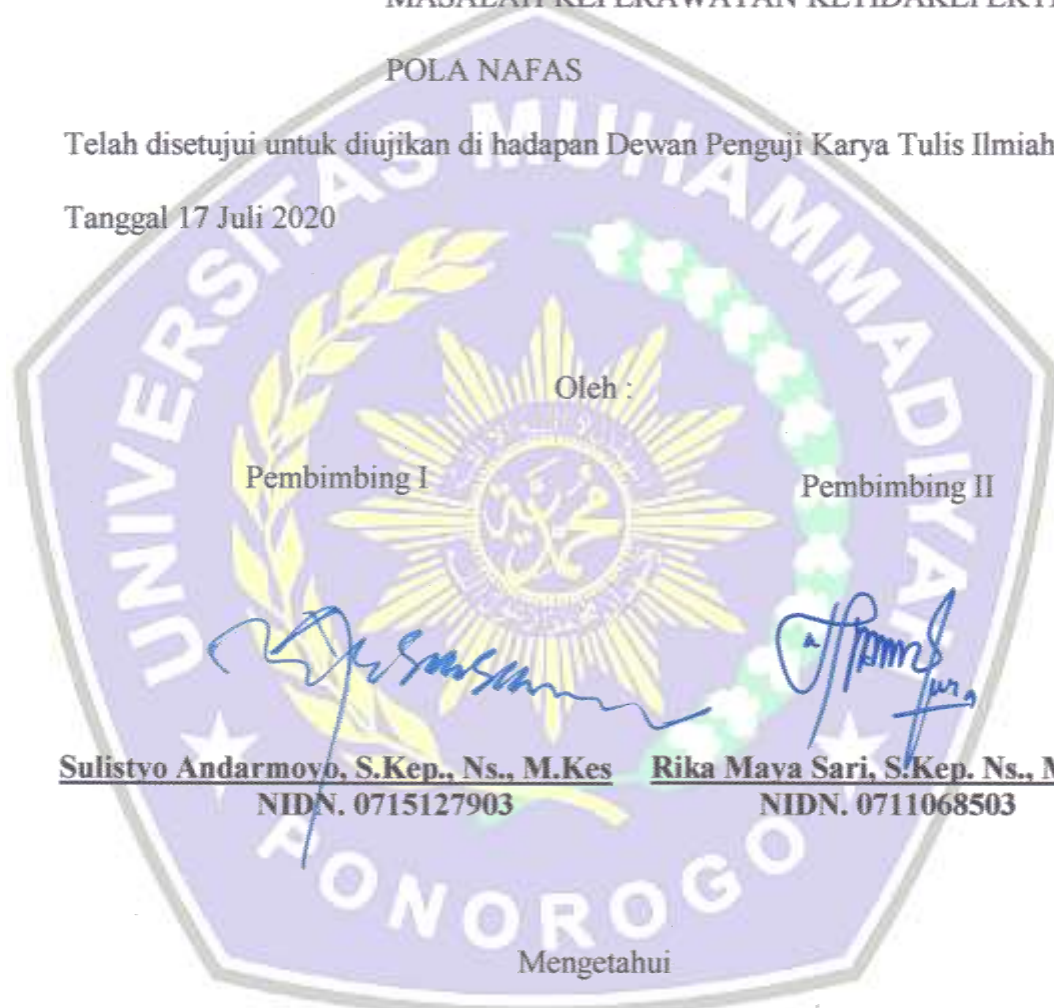 POLA NAFAS
Telah disetujui untuk diujikan di hadapan Dewan Penguji Karya Tulis Ilmiah
Tanggal 17 Juli 2020
UNIVERSITAS MUHAMMADIYAH
Oleh :
Pembimbing I
Pembimbing II
Sulistyo Andarmoyo, S.Kep., Ns., M.Kes
Rika Maya Sari, S.Kep. Ns., M
NIDN. 0715127903
NIDN. 0711068503
PONOROGO
Mengetahui